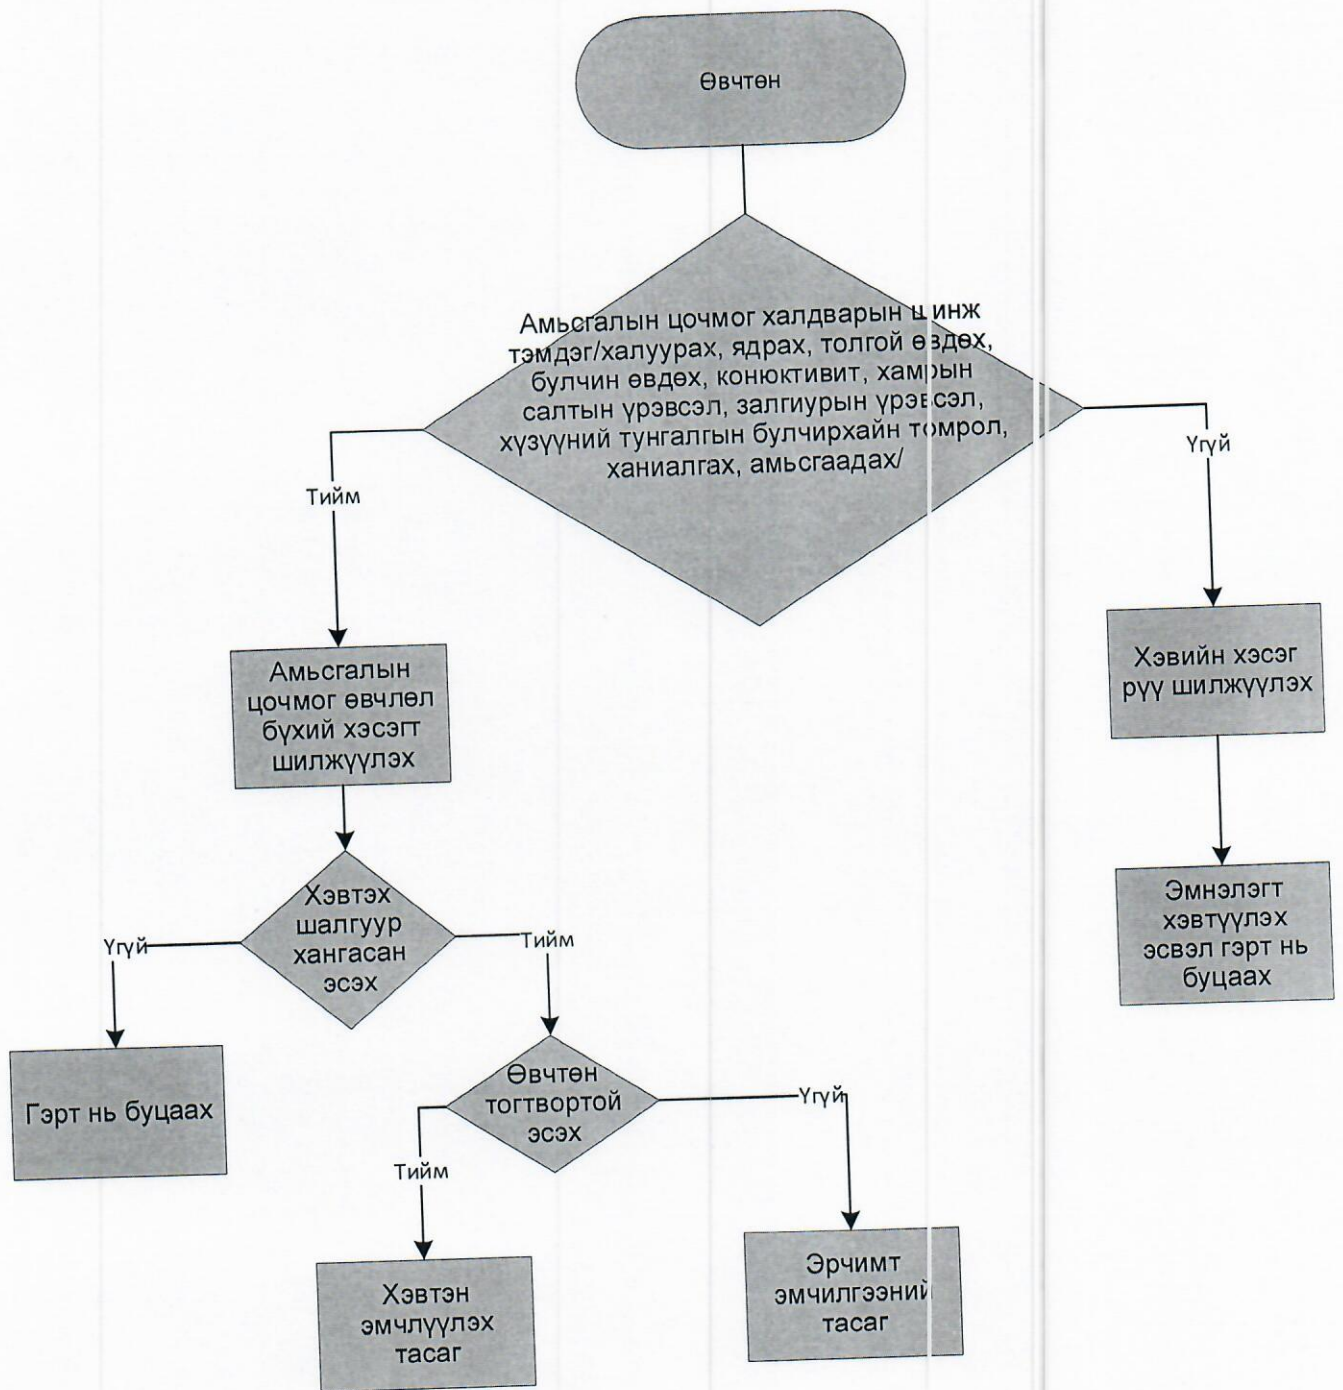 Өвчтөн
Амьсгалын цочмог халдварын шинж
тэмдэг/халуурах, ядрах, толгой өвдөх,
булчин өвдөх, конюктивит, хамрын
салтын үрэвсэл, залгиурын үрэвсэл,
хүзүүний тунгалгын булчирхайн томрол,
ханиалгах, амьсгаадах/
Тийм
Үгүй
Амьсгалын
цочмог өвчлөл
бүхий хэсэгт
шилжүүлэх
Хэвийн хэсэг
рүү шилжүүлэх
Хэвтэх
шалгуур
хангасан
эсэх
Эмнэлэгт
хэвтүүлэх
эсвэл гэрт нь
буцаах
Үгүй
Тийм
Гэрт нь буцаах
Өвчтөн
тогтвортой
эсэх
Тийм
Үгүй
Хэвтэн
эмчлүүлэх
тасаг
Эрчимт
эмчилгээний
тасаг